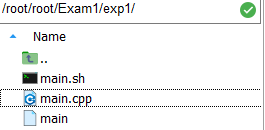 /root/root/Exam1/exp1/
Name
..
main.sh
main.cpp
main